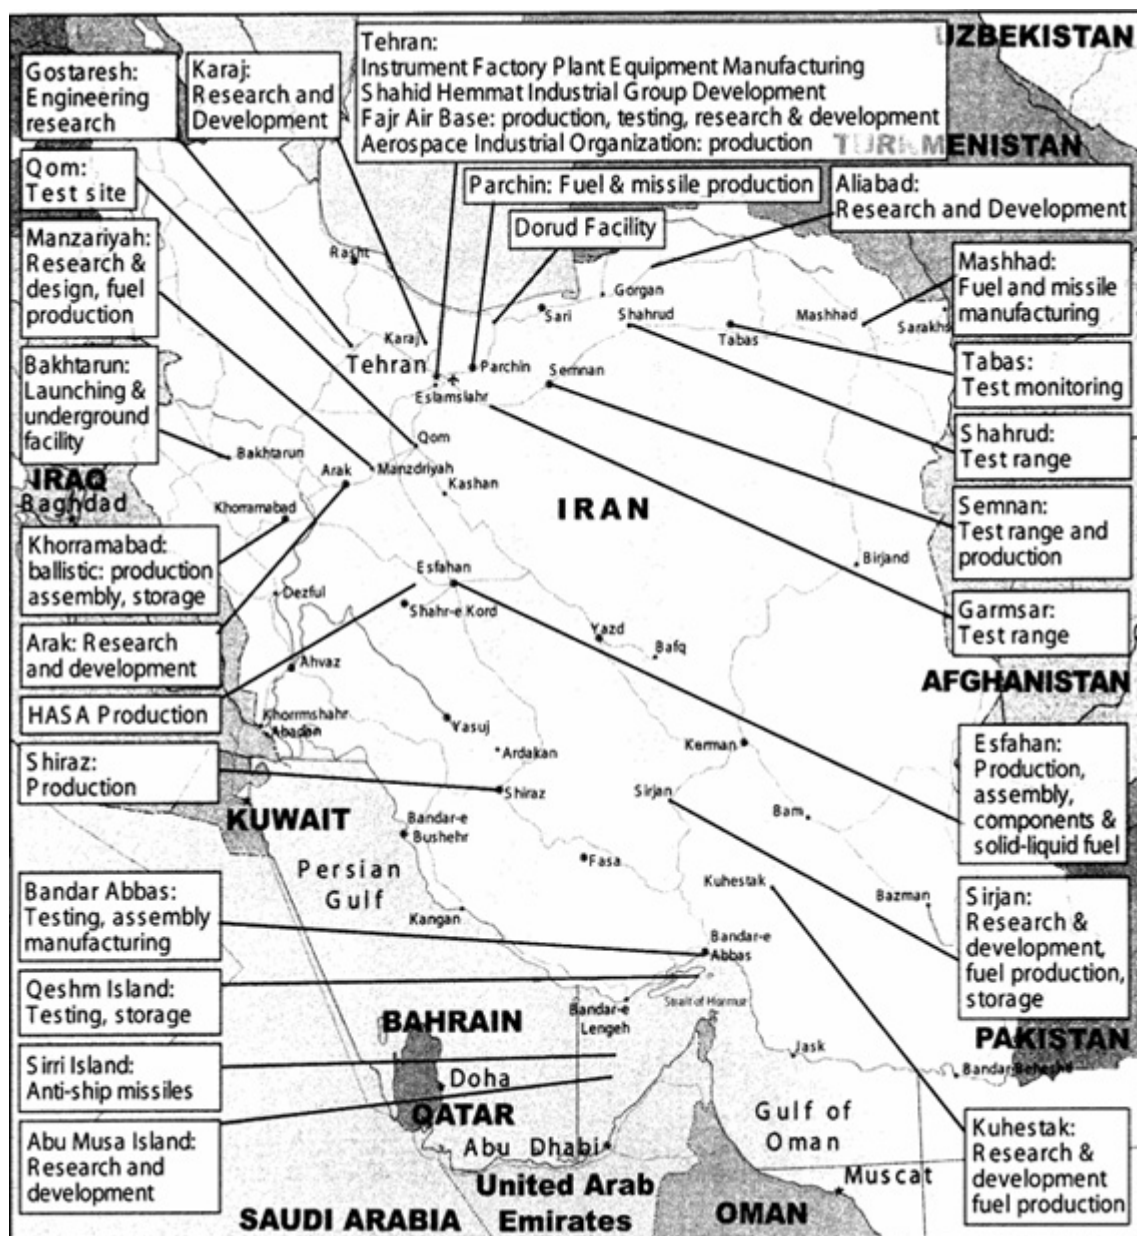 Tehran:
Instrument Factory Plant Equipment Manufacturing
Shahid Hemmat Industrial Group Development
Fajr Air Base: production, testing, research & development
Aerospace Industrial Organization: production
UZBEKISTAN
TURKMENISTAN
Gostaresh:
Engineering
research
Karaj:
Research and
Development
Qom:
Test site
Parchin: Fuel & missile production
Aliabad:
Research and Development
Dorud Facility
Manzariyah:
Research &
design, fuel
production
Mashhad:
Fuel and missile
manufacturing
Bakhtarun:
Launching &
underground
facility
Tabas:
Test monitoring
Shahrud:
Test range
Semnan:
Test range and
production
Garmsar:
Test range
Rasht
Gorgan
Sari
Shahrud
Tabas
Mashhad
Sarakhs
Karaj
Tehran
Parchin
Semnan
Eslamslahr
Qom
Bakhtarun
Arak
Manzdriyah
Kashan
IRAQ
Baghdad
Khorramabad
IRAN
Khorramabad:
ballistic: production
assembly, storage
Esfahan
Birjand
Dezful
Shahr-e Kord
Arak: Research
and development
Yazd
Bafq
Ahvaz
AFGHANISTAN
HASA Production
Khorrmshahr
Abadan
Yasuj
Ardakan
Kerman
Esfahan:
Production,
assembly,
components &
solid-liquid fuel
Shiraz:
Production
Shiraz
Sirjan
KUWAIT
Bandar-e
Bushehr
Bam
Persian
Gulf
Fasa
Kuhestak
Bazman
Kangan
Bandar Abbas:
Testing, assembly
manufacturing
Sirjan:
Research &
development,
fuel production,
storage
Bandar-e
Abbas
Qeshm Island:
Testing, storage
Bandar-e
Lengeh
Strait of Hormuz
BAHRAIN
PAKISTAN
Sirri Island:
Anti-ship missiles
Jask
Doha
QATAR
Gulf of
Oman
Abu Musa Island:
Research and
development
Kuhestak:
Research &
development
fuel production
Abu Dhabi
Muscat
United Arab
Emirates
SAUDI ARABIA
OMAN